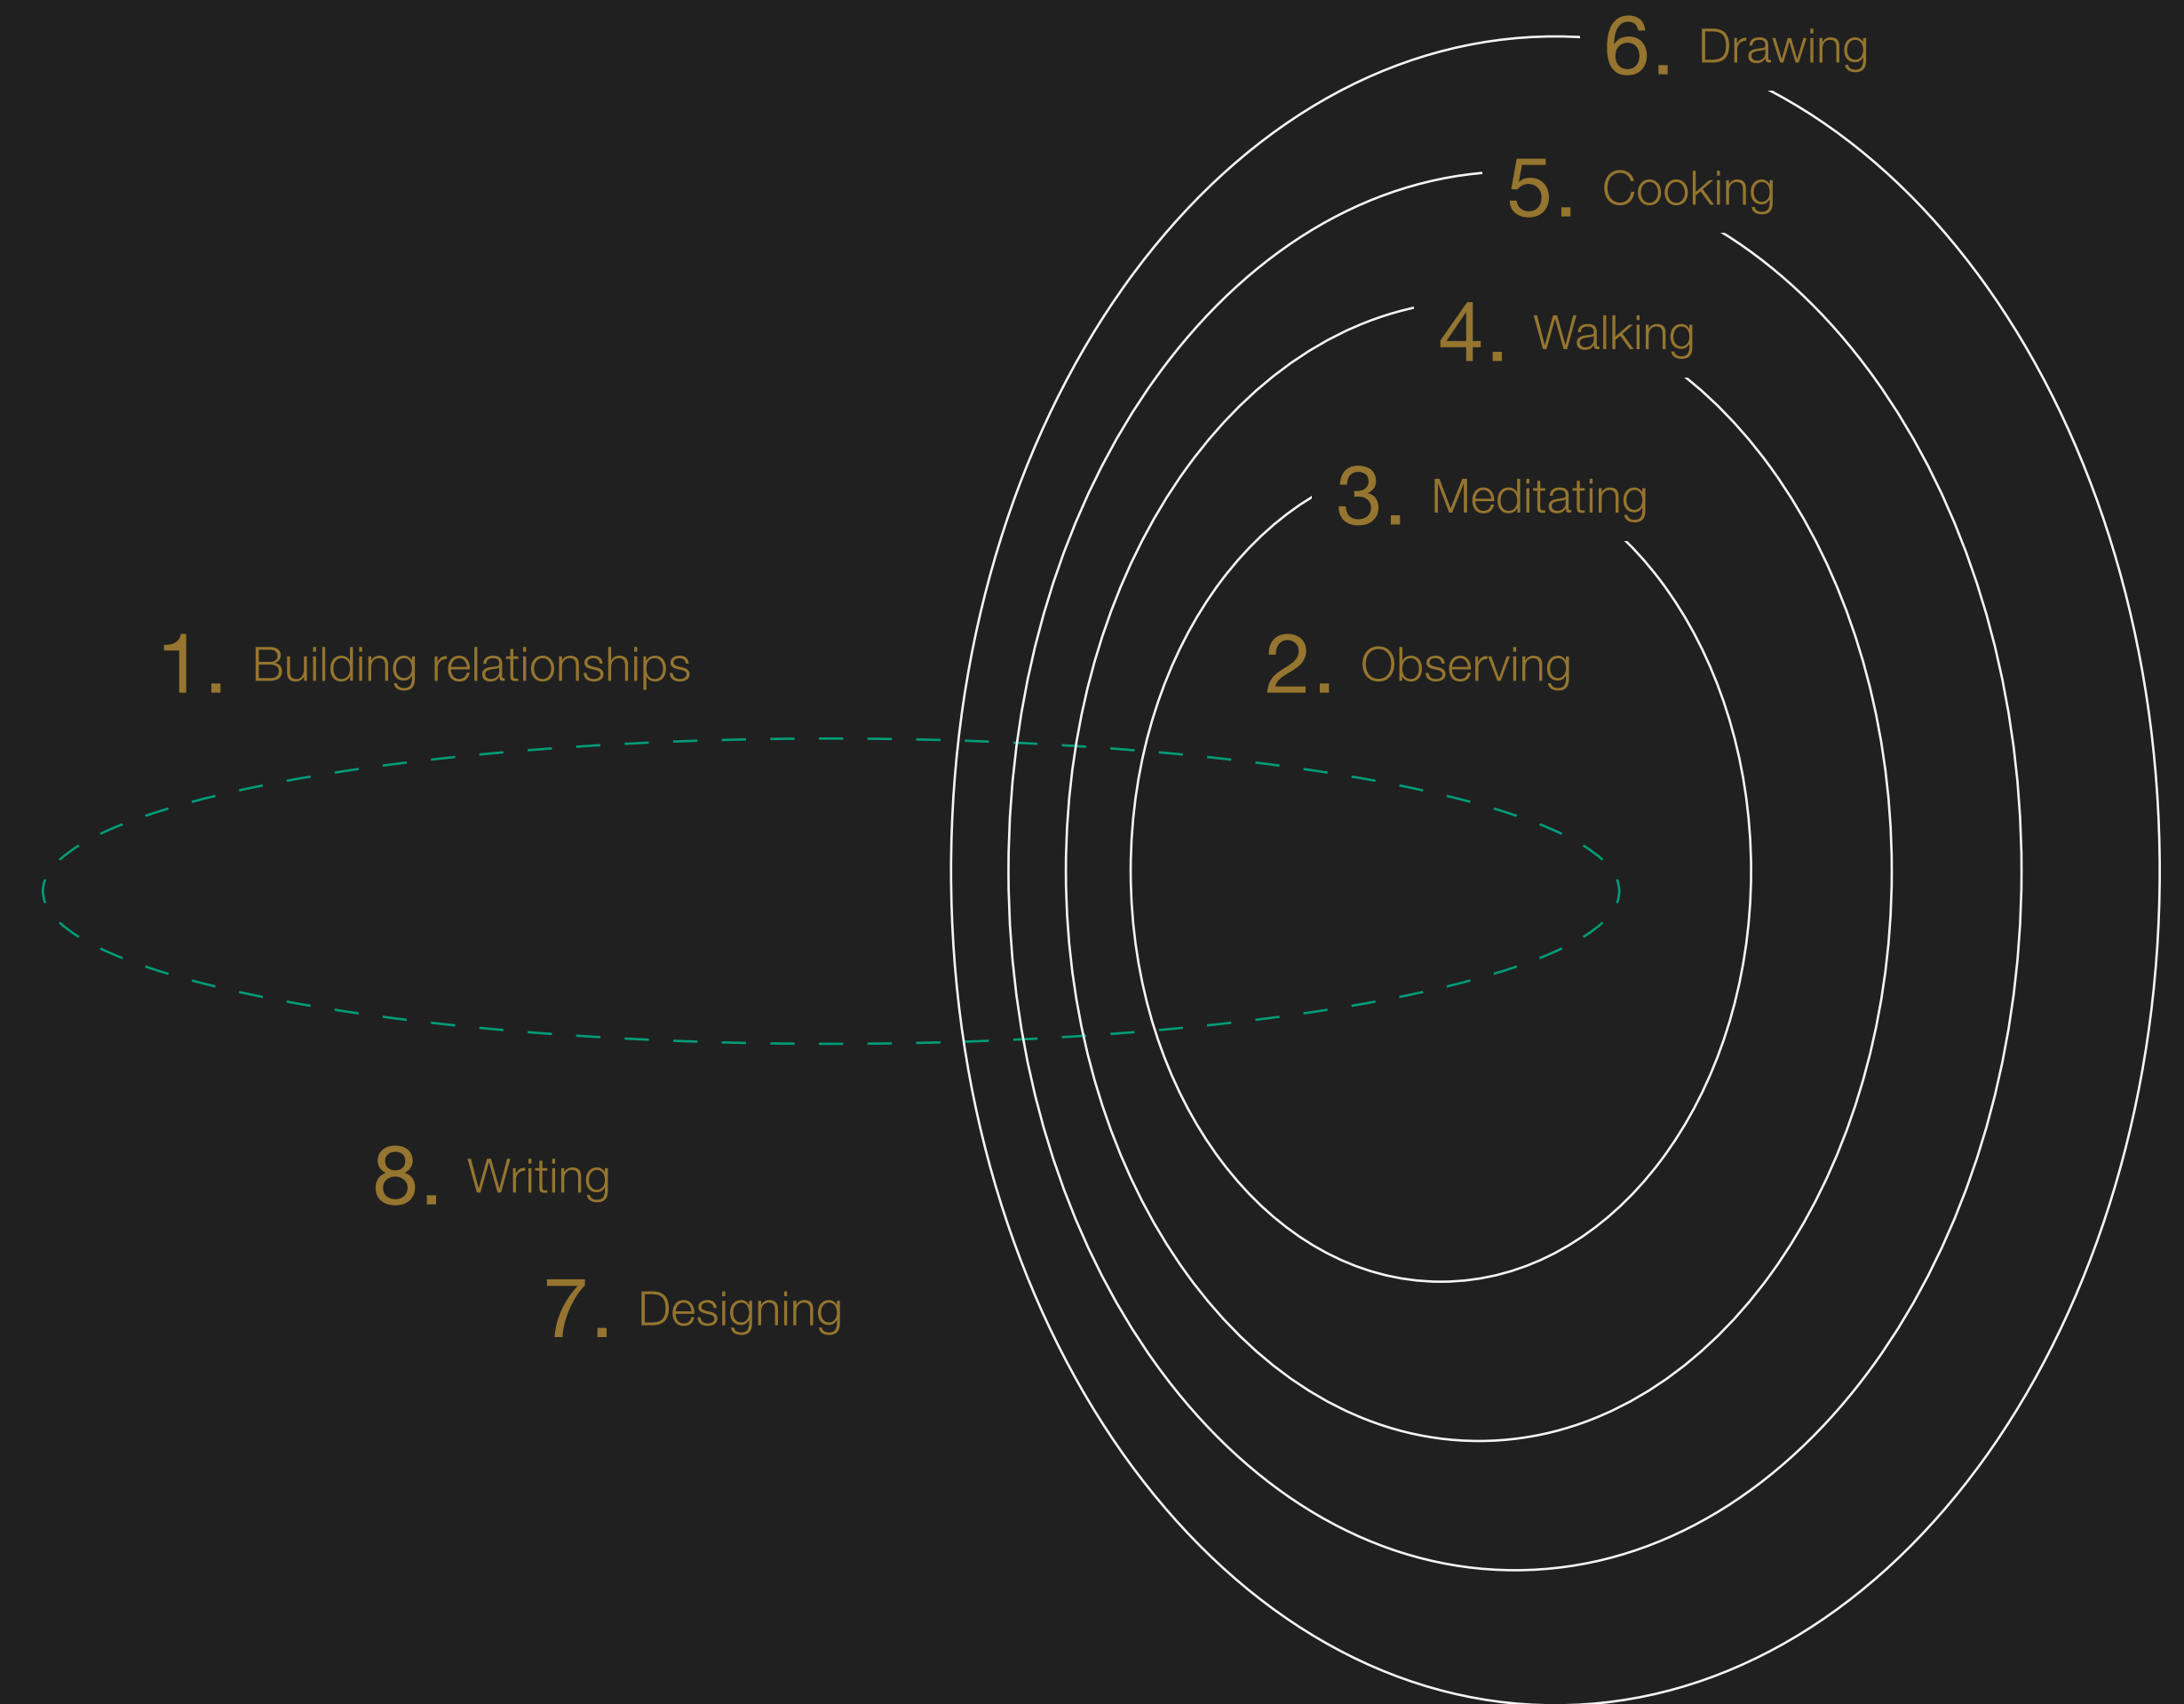 6. Drawing
5. Cooking
4. Walking
3. Meditating
1. Building relationships
2. Observing
8. Writing
7. Designing